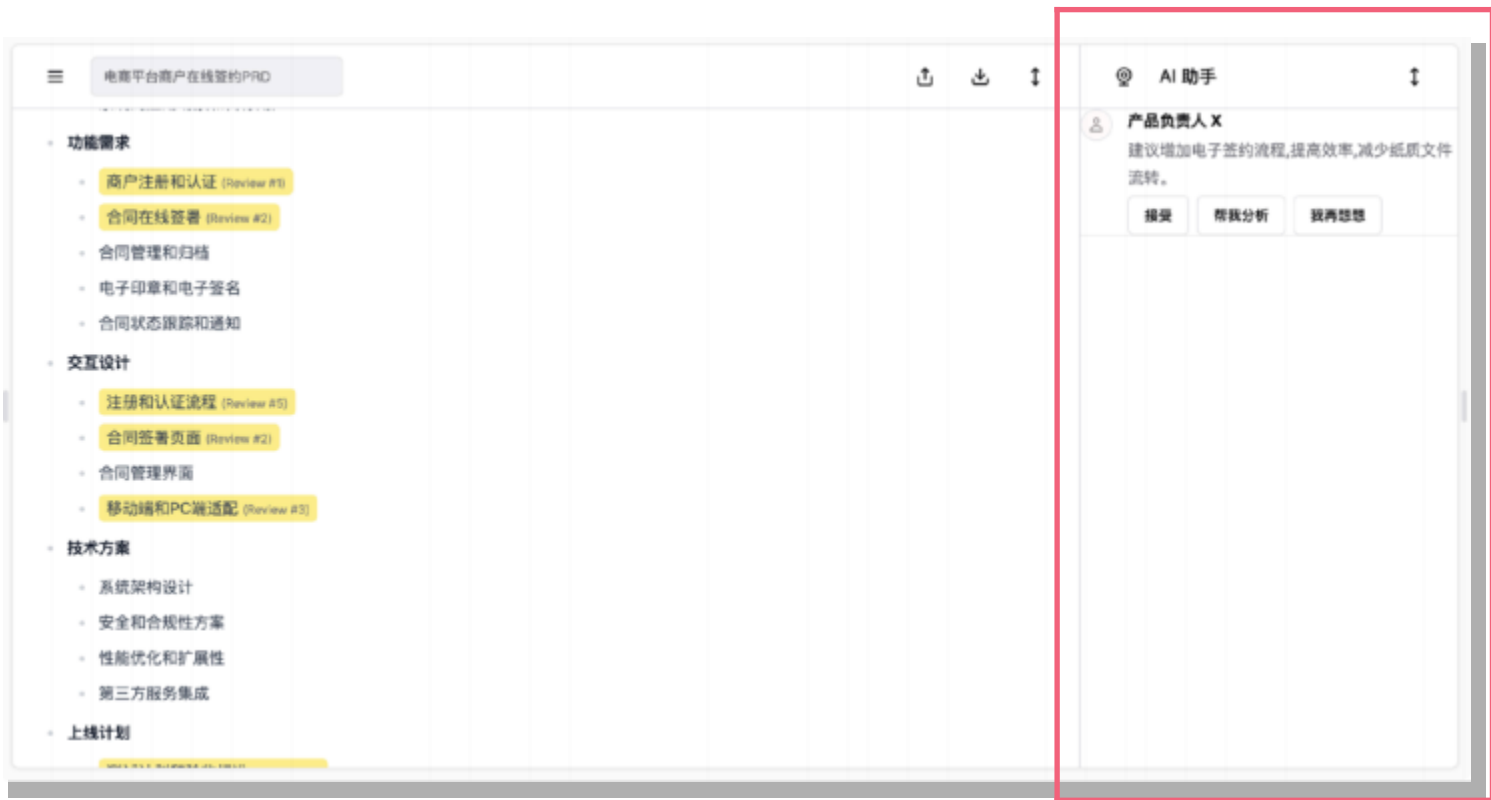 电商平台商户在线签约PRD
AI 助手
功能需求
商户注册和认证 (Review #1)
合同在线签署 (Review #2)
合同管理和归档
电子印章和电子签名
合同状态跟踪和通知
交互设计
注册和认证流程 (Review #5)
合同签署页面 (Review #2)
合同管理界面
移动端和PC端适配 (Review #3)
技术方案
系统架构设计
安全和合规性方案
性能优化和扩展性
第三方服务集成
上线计划
产品负责人 X
建议增加电子签约流程,提高效率,减少纸质文件
流转。
接受 帮我分析 我再想想